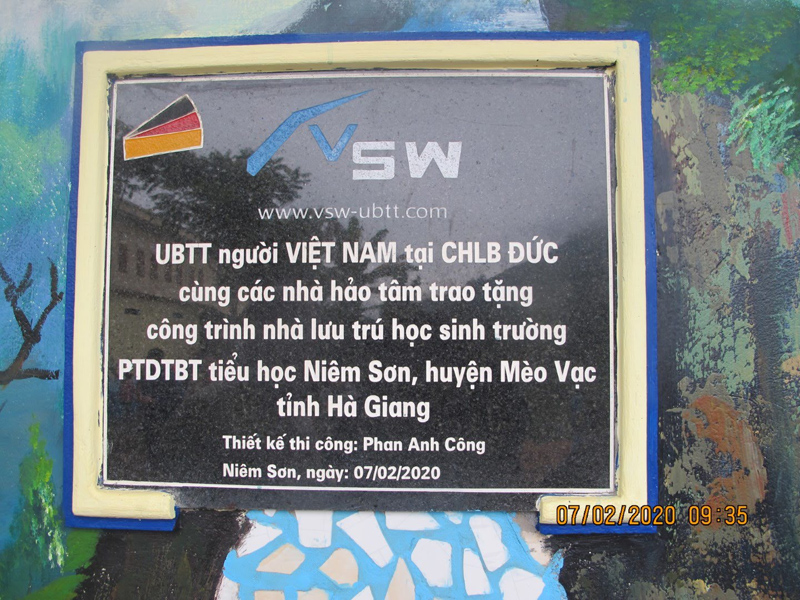 VSW
www.vsw-ubtt.com
UBTT người VIỆT NAM tại CHLB ĐỨC
cùng các nhà hảo tâm trao tặng
công trình nhà lưu trú học sinh trường
PTDTBT tiểu học Niêm Sơn, huyện Mèo Vạc
tỉnh Hà Giang
Thiết kế thi công: Phan Anh Công
Niêm Sơn, ngày: 07/02/2020
07/02/2020 09:35